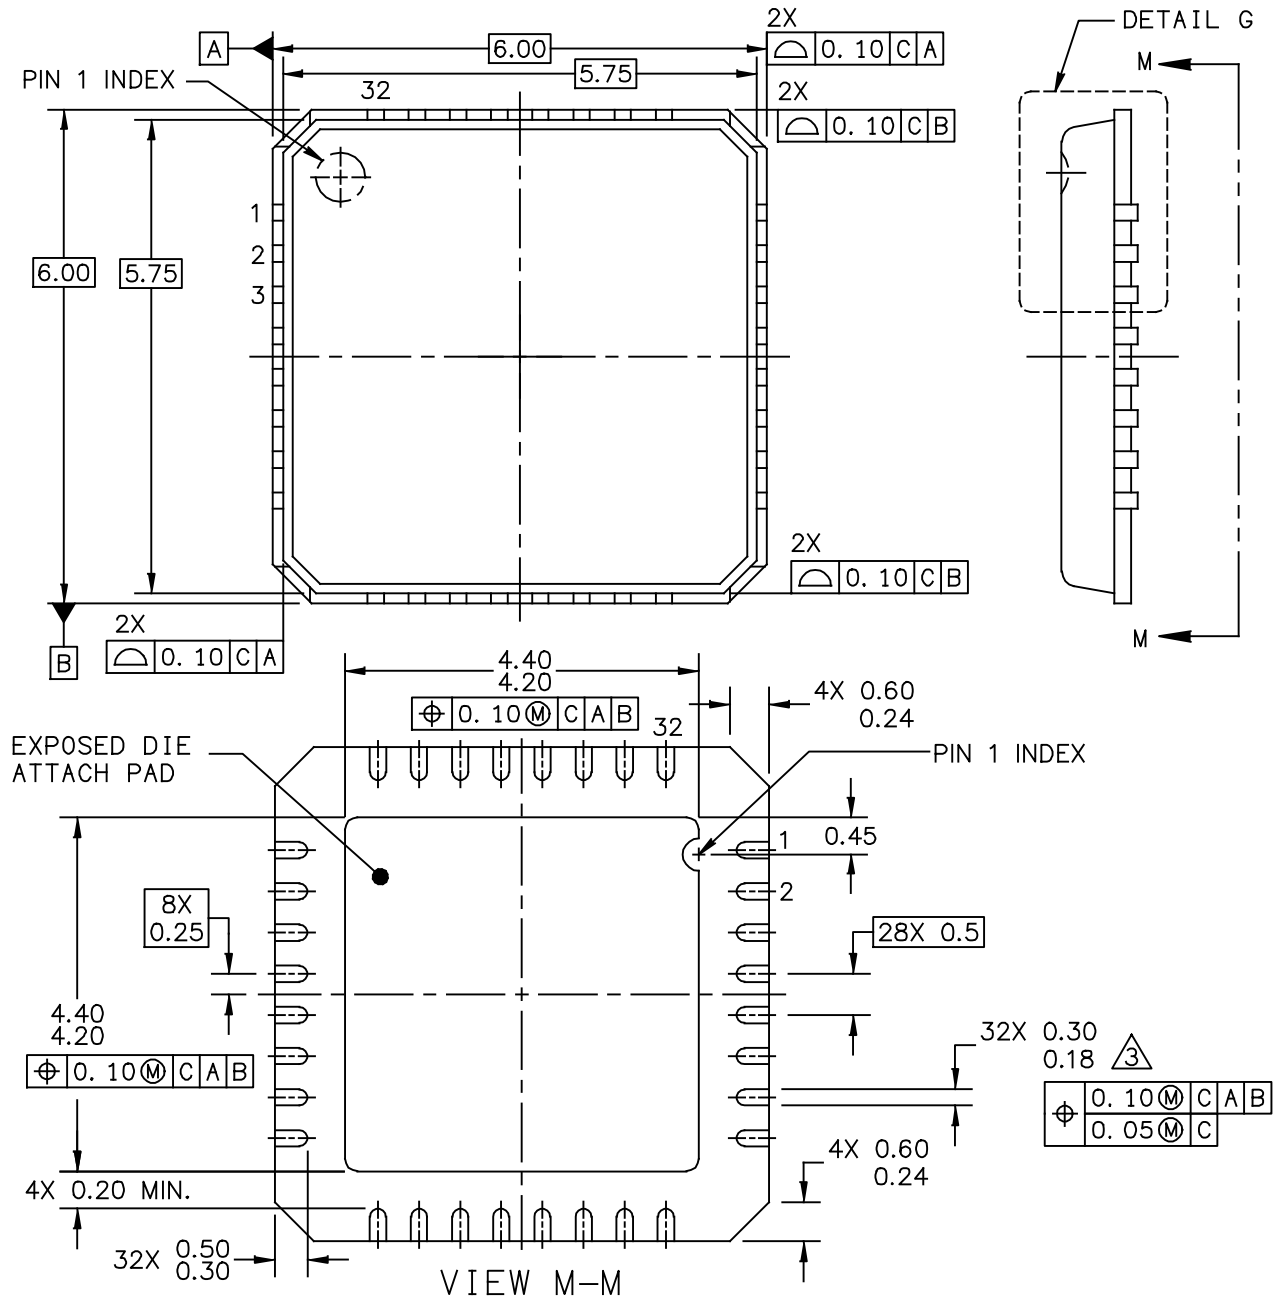 2X
DETAIL G
A
6.00
0.10 C A
M
5.75
PIN 1 INDEX
32
2X
0.10 C B
1
2
3
6.00
5.75
2X
0.10 C B
2X
0.10 C A
B
M
4.40
4.20
0.10 Ⓜ C A B
32
4X 0.60
0.24
EXPOSED DIE
ATTACH PAD
PIN 1 INDEX
0.45
1
2
8X
0.25
28X 0.5
4.40
4.20
0.10 Ⓜ C A B
32X 0.30
0.18 3
0.10 Ⓜ C A B
0.05 Ⓜ C
4X 0.60
0.24
4X 0.20 MIN.
32X 0.50
0.30
VIEW M-M